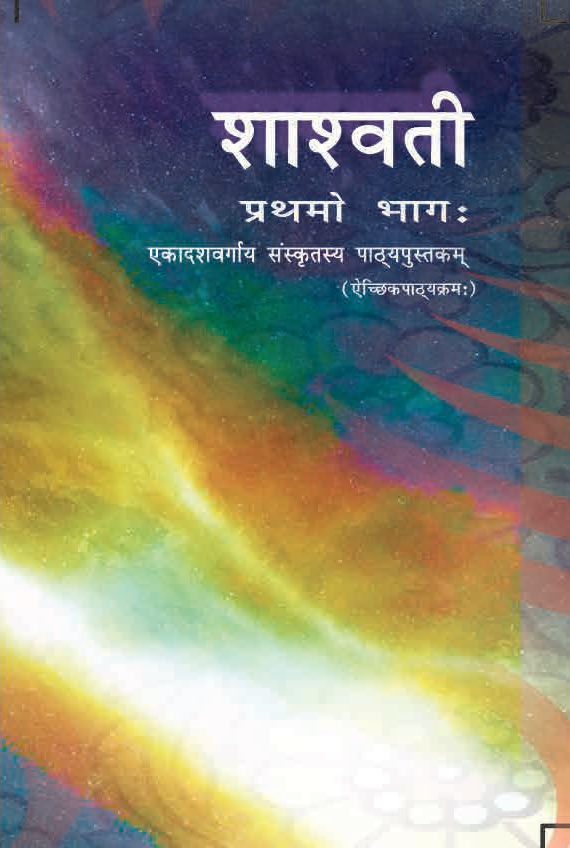 शाश्वती
प्रथमो भागः
एकादशवर्गाय संस्कृतस्य पाठ्यपुस्तकम्
(ऐच्छिकपाठ्यक्रमः)